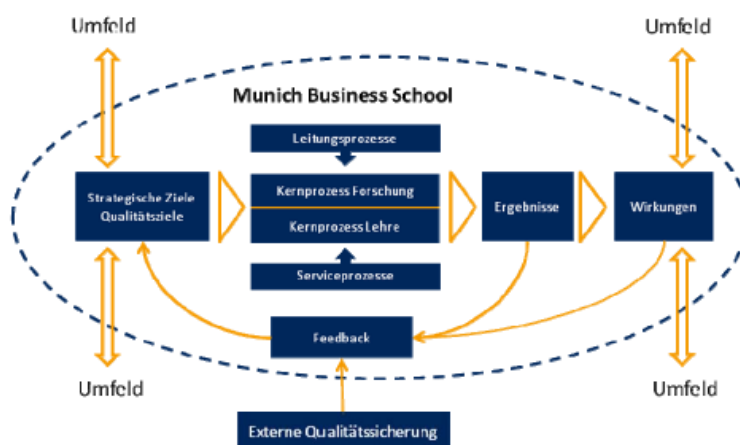 Umfeld
Umfeld
Munich Business School
Leitungsprozesse
Strategische Ziele
Qualitätsziele
Kernprozess Forschung
Kernprozess Lehre
Ergebnisse
Wirkungen
Serviceprozesse
Feedback
Umfeld
Umfeld
Externe Qualitätssicherung